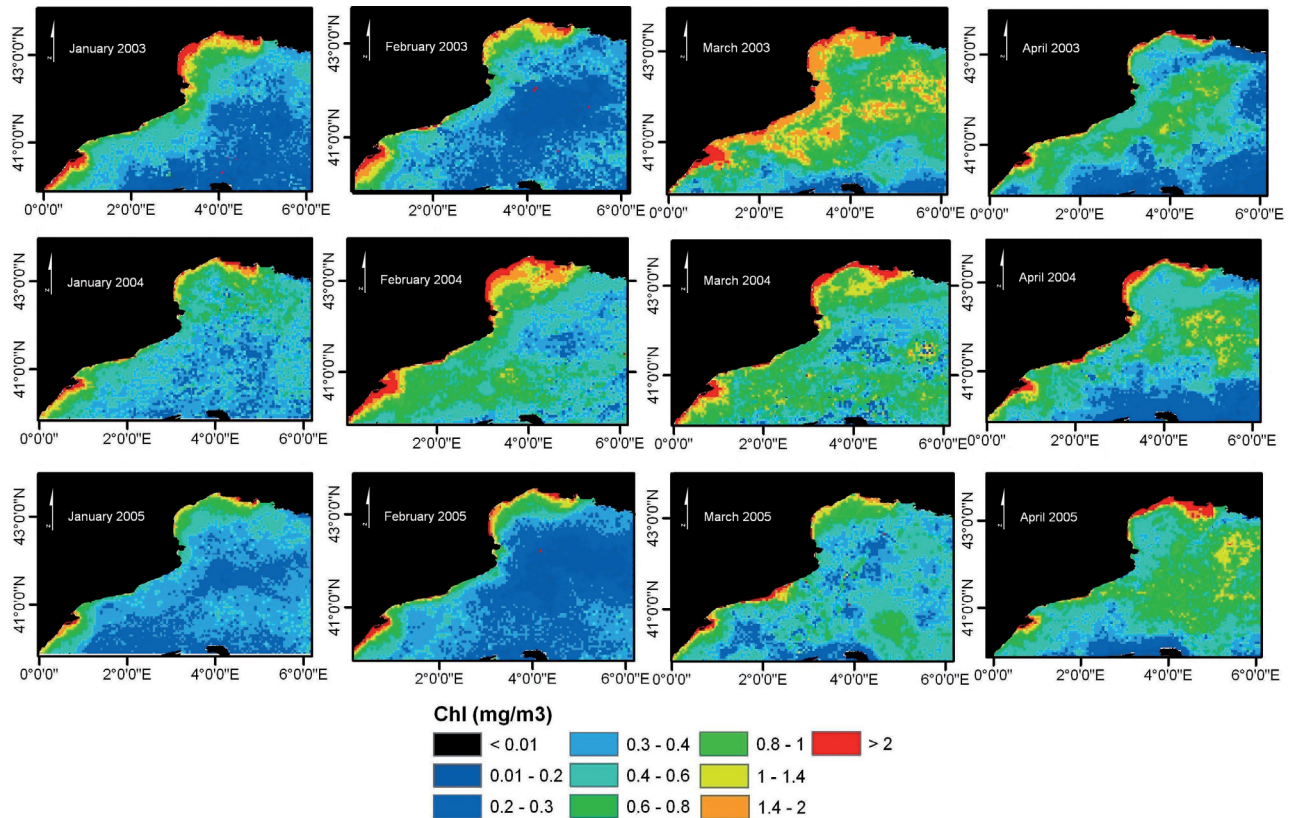 January 2003
N
43°0'0"N
41°0'0"N
0°0'0" 2°0'0"E 4°0'0"E 6°0'0"E
February 2003
N
43°0'0"N
41°0'0"N
2°0'0"E 4°0'0"E 6°0'0"E
March 2003
N
43°0'0"N
41°0'0"N
0°0'0" 2°0'0"E 4°0'0"E 6°0'0"E
April 2003
N
43°0'0"N
41°0'0"N
0°0'0" 2°0'0"E 4°0'0"E 6°0'0"E
January 2004
N
43°0'0"N
41°0'0"N
0°0'0" 2°0'0"E 4°0'0"E 6°0'0"E
February 2004
N
43°0'0"N
41°0'0"N
0°0'0" 2°0'0"E 4°0'0"E 6°0'0"E
March 2004
N
43°0'0"N
41°0'0"N
0°0'0" 2°0'0"E 4°0'0"E 6°0'0"E
April 2004
N
43°0'0"N
41°0'0"N
0°0'0" 2°0'0"E 4°0'0"E 6°0'0"E
January 2005
N
43°0'0"N
41°0'0"N
0°0'0" 2°0'0"E 4°0'0"E 6°0'0"E
February 2005
N
43°0'0"N
41°0'0"N
2°0'0"E 4°0'0"E 6°0'0"E
March 2005
N
43°0'0"N
41°0'0"N
0°0'0" 2°0'0"E 4°0'0"E 6°0'0"E
April 2005
N
43°0'0"N
41°0'0"N
0°0'0" 2°0'0"E 4°0'0"E 6°0'0"E
Chl (mg/m3)
< 0.01 0.3 - 0.4 0.8 - 1 > 2
0.01 - 0.2 0.4 - 0.6 1 - 1.4
0.2 - 0.3 0.6 - 0.8 1.4 - 2